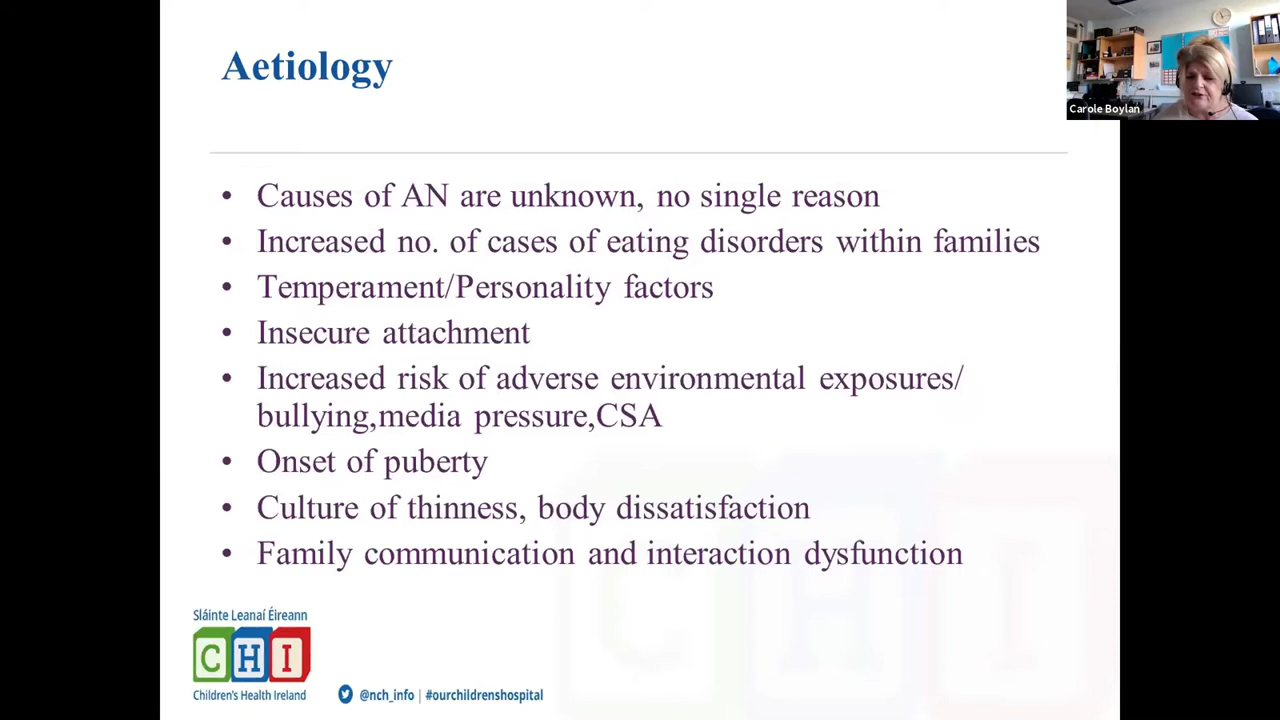 Aetiology
Carole Boylan
• Causes of AN are unknown, no single reason
• Increased no. of cases of eating disorders within families
• Temperament/Personality factors
• Insecure attachment
• Increased risk of adverse environmental exposures/
bullying,media pressure,CSA
• Onset of puberty
• Culture of thinness, body dissatisfaction
• Family communication and interaction dysfunction
Sláinte Leanaí Éireann
CHI
Children's Health Ireland
@nch_info | #ourchildrenshospital
CHI